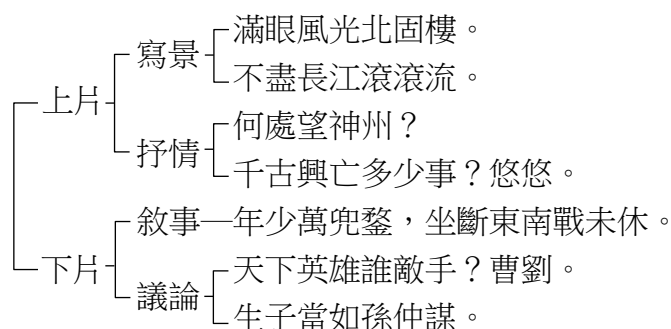 滿眼風光北固樓。
寫景
不盡長江滾滾流。
上片
何處望神州？
抒情
千古興亡多少事？悠悠。
敘事─年少萬兜鍪，坐斷東南戰未休。
下片
天下英雄誰敵手？曹劉。
議論
生子當如孫仲謀。